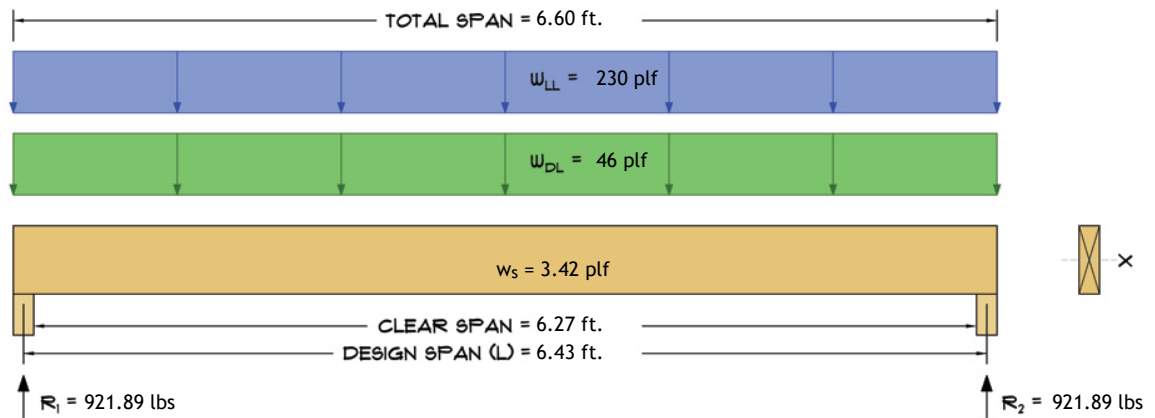 TOTAL SPAN = 6.60 ft.
WLL = 230 plf
WDL = 46 plf
ws = 3.42 plf
X
CLEAR SPAN = 6.27 ft.
DESIGN SPAN (L) = 6.43 ft.
R1 = 921.89 lbs
R2 = 921.89 lbs